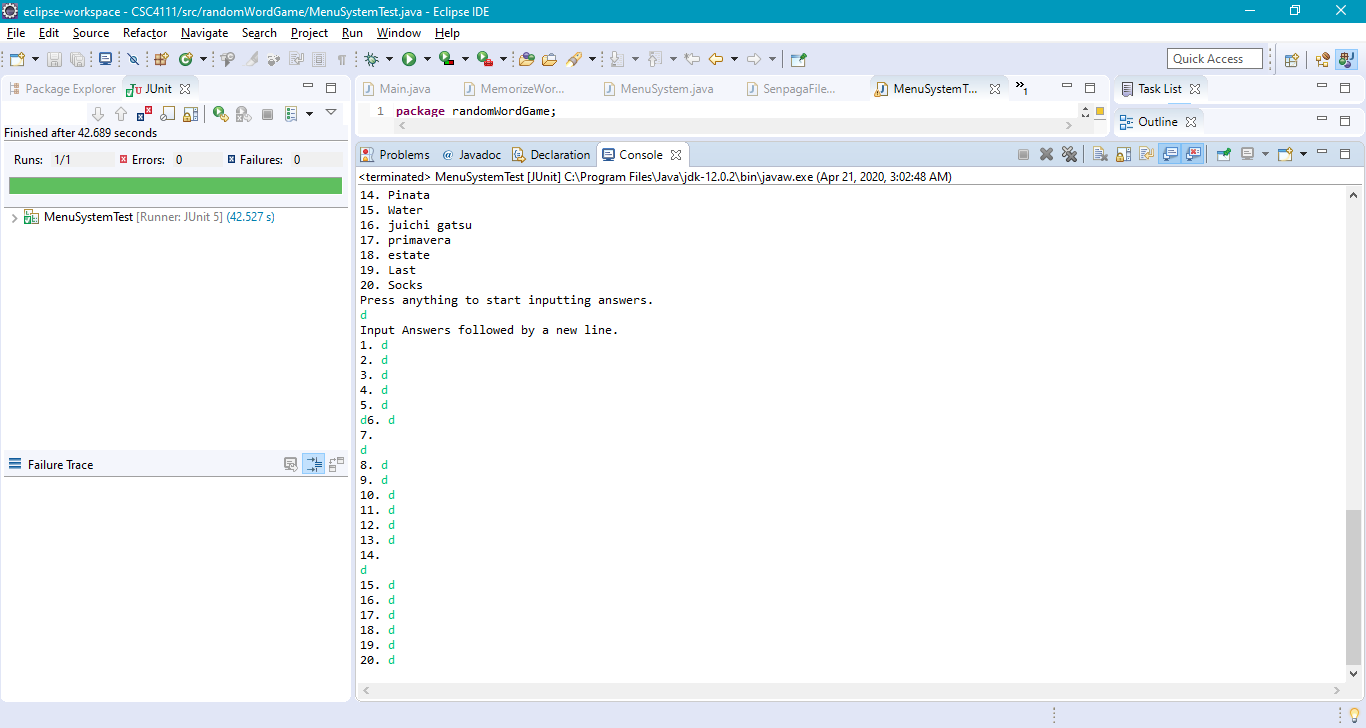 eclipse-workspace - CSC4111/src/randomWordGame/MenuSystemTest.java - Eclipse IDE
File Edit Source Refactor Navigate Search Project Run Window Help
Quick Access
Package Explorer JUnit
Main.java MemorizeWor... MenuSystem.java SenpagaFile... MenuSystemT... »1
Task List
Finished after 42.689 seconds
1 package randomWordGame;
Outline
Runs: 1/1 Errors: 0 Failures: 0
Problems @ Javadoc Declaration Console
<terminated> MenuSystemTest [JUnit] C:\Program Files\Java\jdk-12.0.2\bin\javaw.exe (Apr 21, 2020, 3:02:48 AM)
MenuSystemTest [Runner: JUnit 5] (42.527 s)
Failure Trace
14. Pinata
15. Water
16. juichi gatsu
17. primavera
18. estate
19. Last
20. Socks
Press anything to start inputting answers.
d
Input Answers followed by a new line.
1. d
2. d
3. d
4. d
5. d
d6. d
7.
d
8. d
9. d
10. d
11. d
12. d
13. d
14.
d
15. d
16. d
17. d
18. d
19. d
20. d